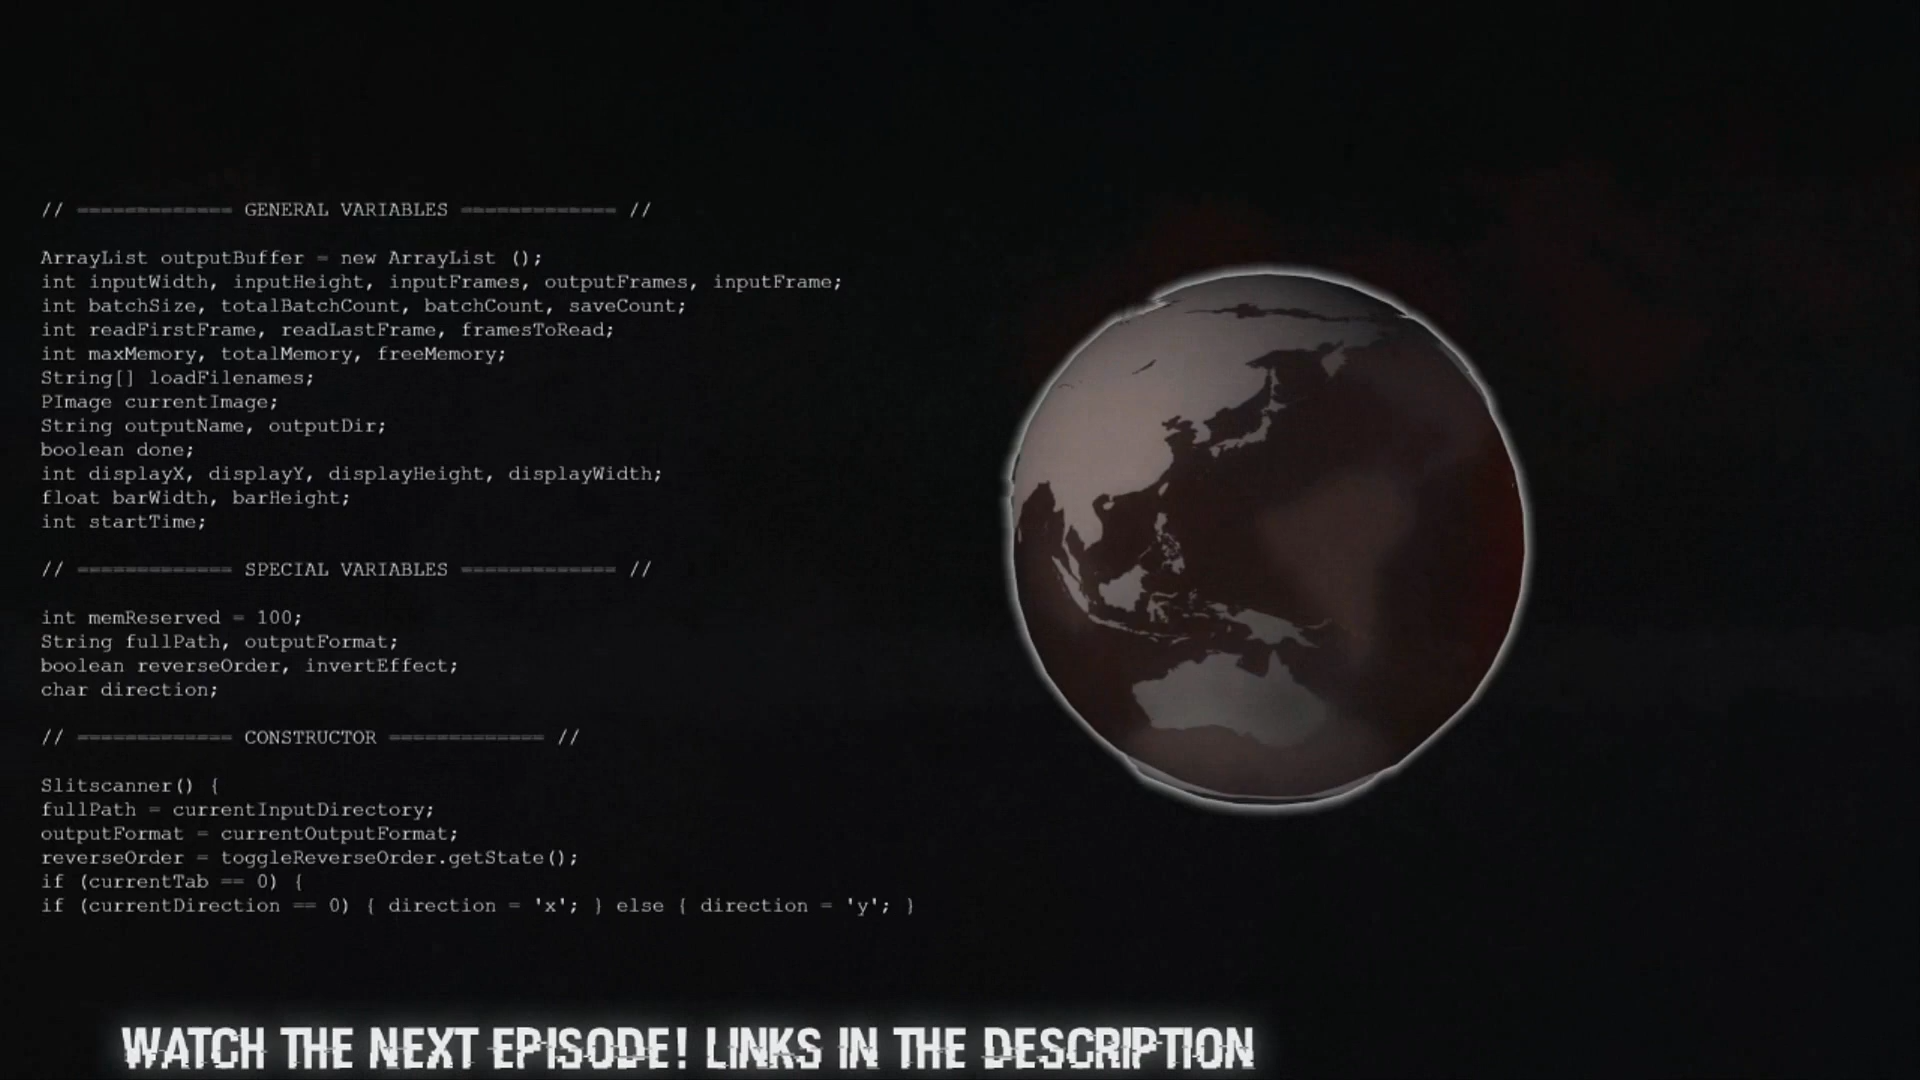 // ============= GENERAL VARIABLES ============= //
ArrayList outputBuffer = new ArrayList ();
int inputWidth, inputHeight, inputFrames, outputFrames, inputFrame;
int batchSize, totalBatchCount, batchCount, saveCount;
int readFirstFrame, readLastFrame, framesToRead;
int maxMemory, totalMemory, freeMemory;
String[] loadFilenames;
PImage currentImage;
String outputName, outputDir;
boolean done;
int displayX, displayY, displayHeight, displayWidth;
float barWidth, barHeight;
int startTime;
// ============= SPECIAL VARIABLES ============= //
int memReserved = 100;
String fullPath, outputFormat;
boolean reverseOrder, invertEffect;
char direction;
// ============= CONSTRUCTOR ============= //
Slitscanner() {
fullPath = currentInputDirectory;
outputFormat = currentOutputFormat;
reverseOrder = toggleReverseOrder.getState();
if (currentTab == 0) {
if (currentDirection == 0) { direction = 'x'; } else { direction = 'y'; }
WATCH THE NEXT EPISODE! LINKS IN THE DESCRIPTION